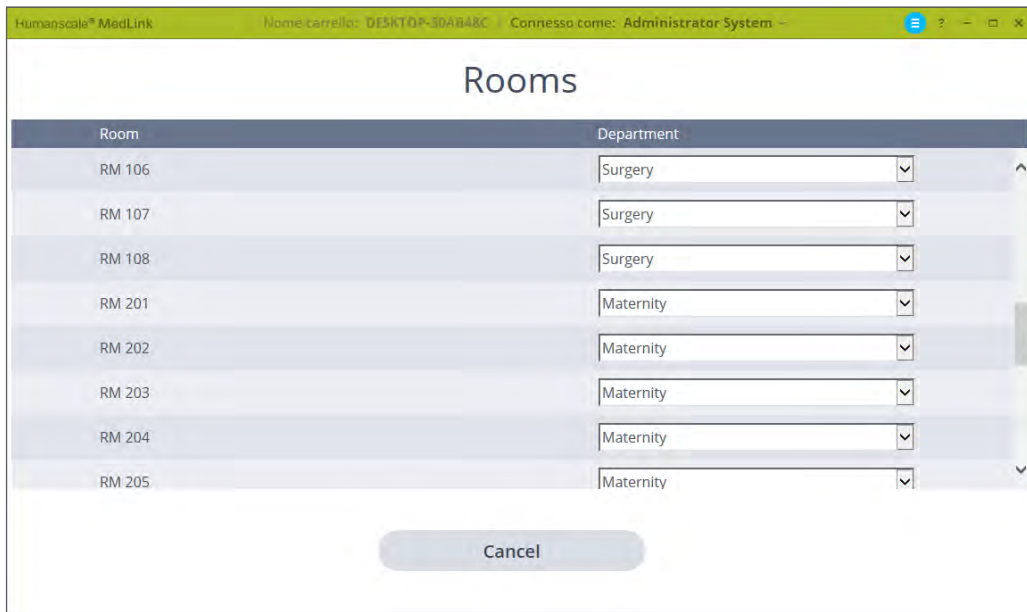 Humanscale® MedLink Nome carrello: DESKTOP-30AB48C | Connesso come: Administrator System ?
Rooms
Room Department
RM 106 Surgery
RM 107 Surgery
RM 108 Surgery
RM 201 Maternity
RM 202 Maternity
RM 203 Maternity
RM 204 Maternity
RM 205 Maternity
Cancel